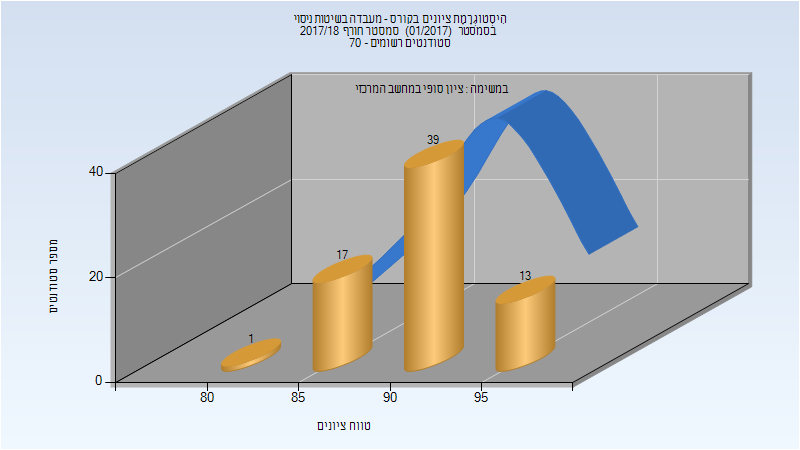 היסטוגרמת ציונים בקורס - מעבדה בשיטות ניסוי
בסמסטר (01/2017) סמסטר חורף 2017/18
סטודנטים רשומים - 70
במשימה : ציון סופי במחשב המרכזי
מספר סטודנטים
40
20
0
1
17
39
13
80
85
90
95
טווח ציונים